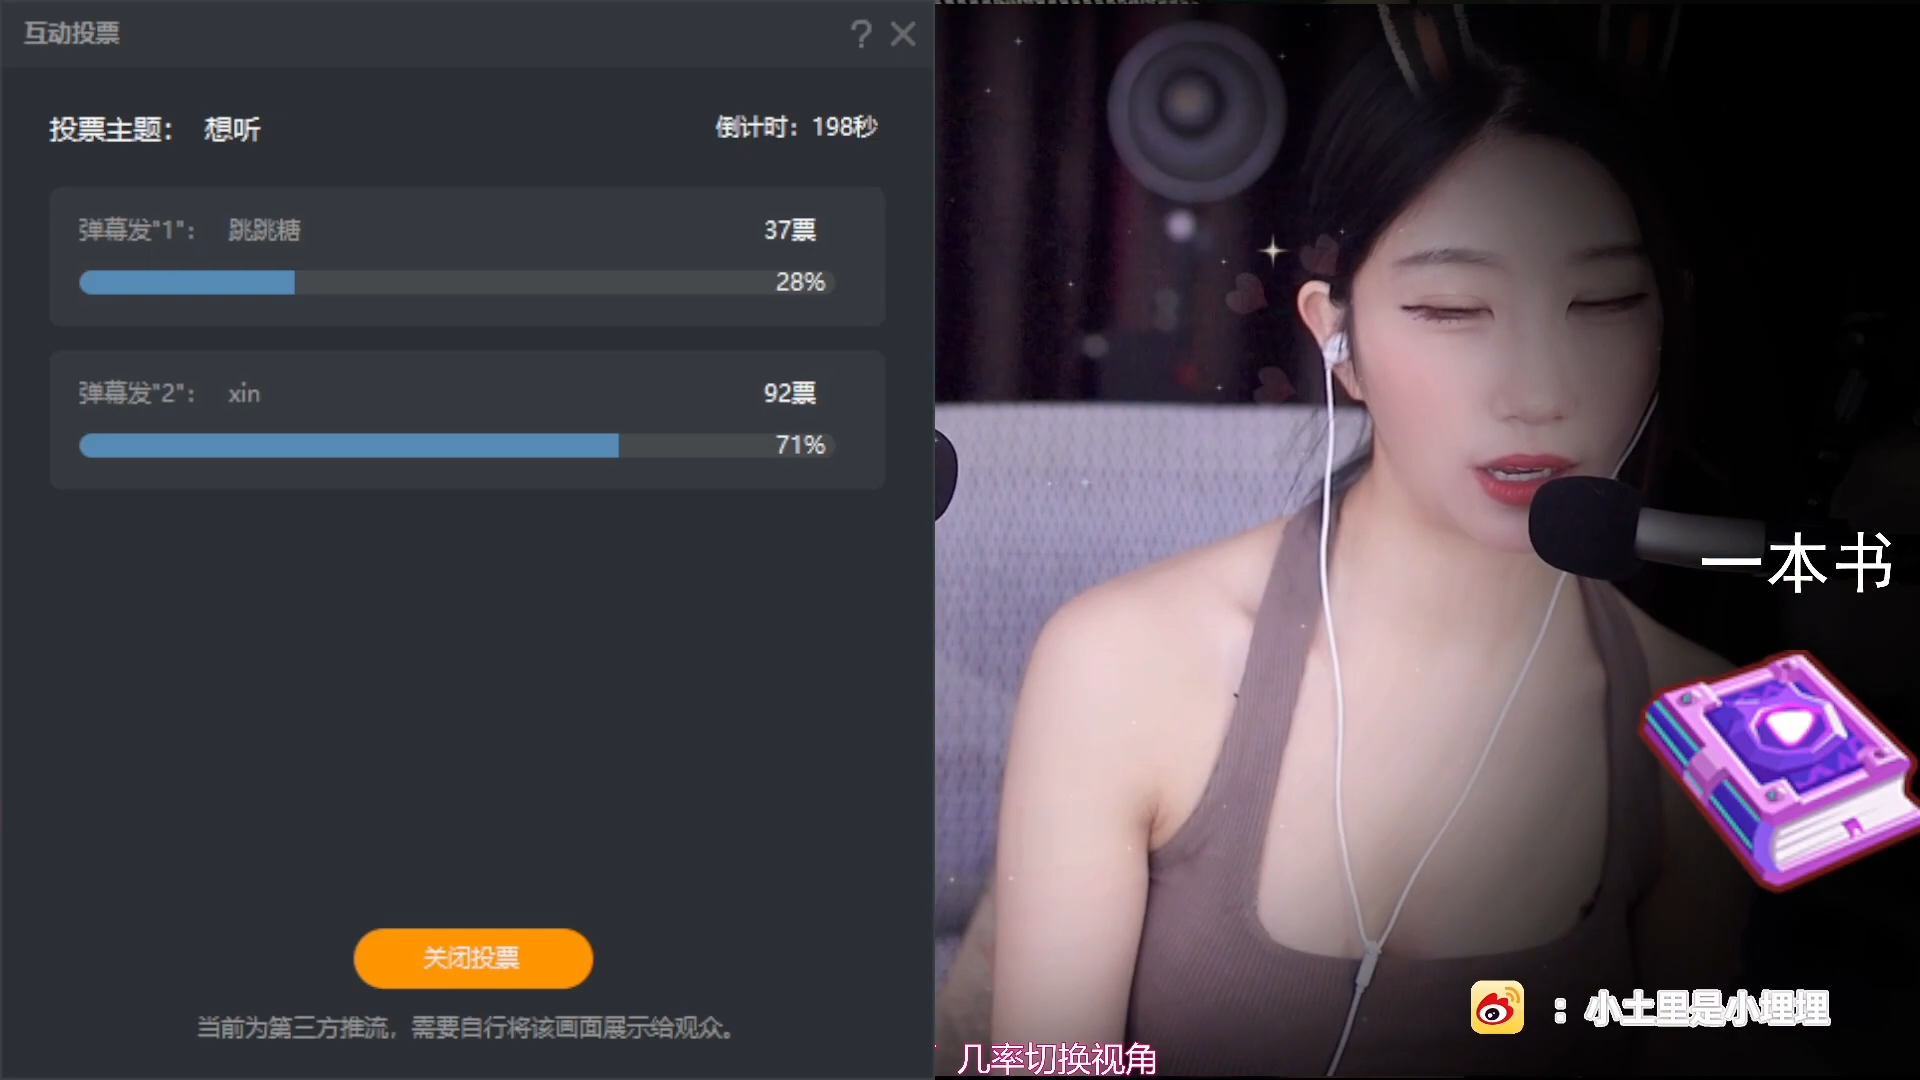 互动投票
投票主题： 想听
倒计时：198秒
弹幕发"1"： 跳跳糖
37票
28%
弹幕发"2"： xin
92票
71%
关闭投票
当前为第三方推流，需要自行将该画面展示给观众。
一本书
：小土里是小埋埋
几率切换视角